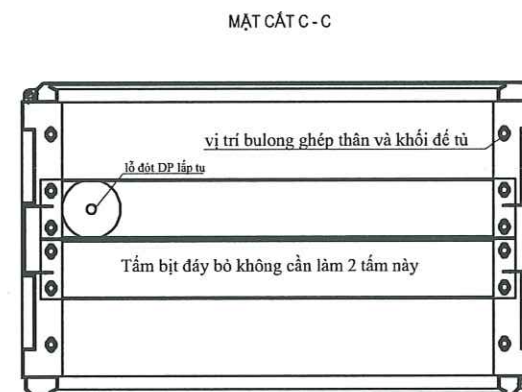 MẶT CẮT C - C
vị trí bulong ghép thân và khối đế tủ
lỗ đột DP lấp tụ
Tấm bịt đáy bỏ không cần làm 2 tấm này